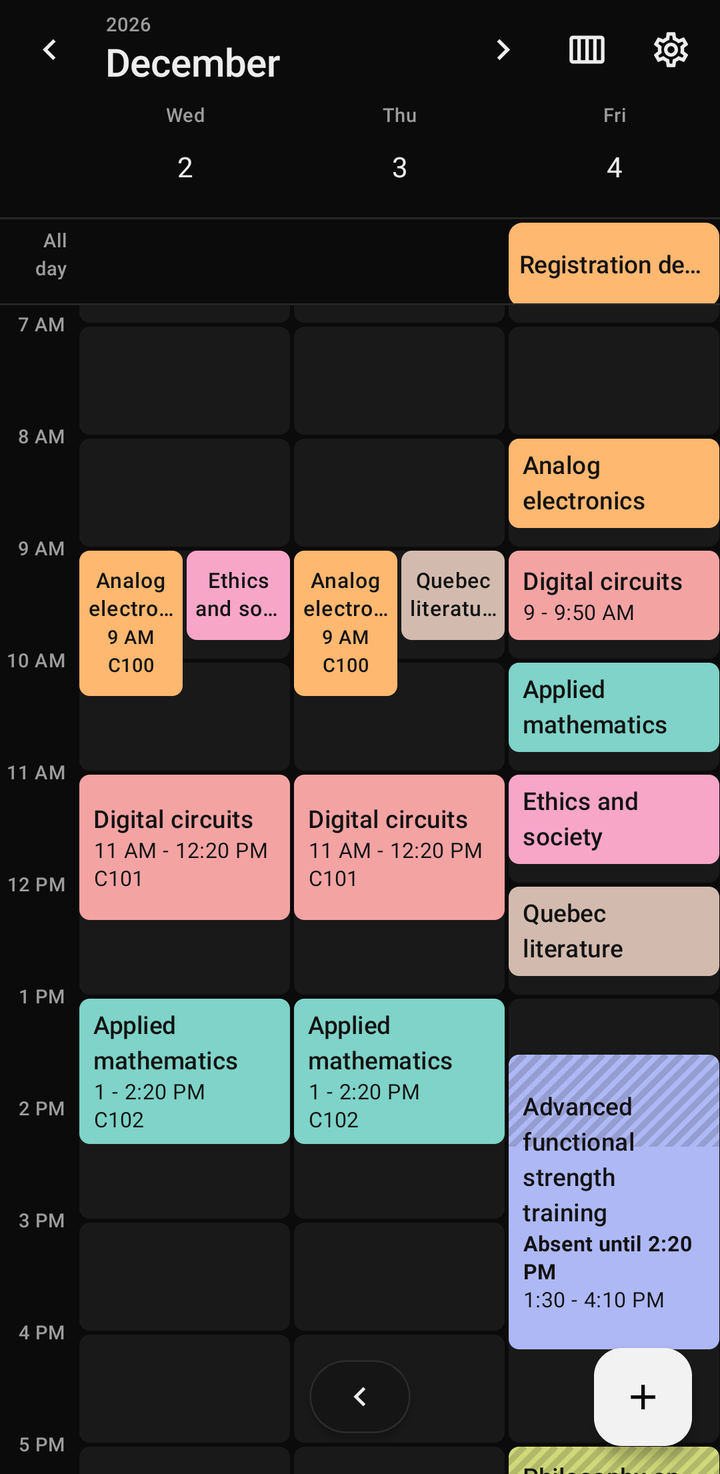 2026
December
Wed
Thu
Fri
2
3
4
All
day
Registration de…
7 AM
8 AM
Analog
electronics
9 AM
Analog
electro…
9 AM
C100
Ethics
and so…
Analog
electro…
9 AM
C100
Quebec
literatu…
Digital circuits
9 - 9:50 AM
10 AM
Applied
mathematics
11 AM
Digital circuits
11 AM - 12:20 PM
C101
Digital circuits
11 AM - 12:20 PM
C101
Ethics and
society
12 PM
Quebec
literature
1 PM
Applied
mathematics
1 - 2:20 PM
C102
Applied
mathematics
1 - 2:20 PM
C102
2 PM
Advanced
functional
strength
training
Absent until 2:20
PM
1:30 - 4:10 PM
3 PM
4 PM
5 PM
Philosophy an